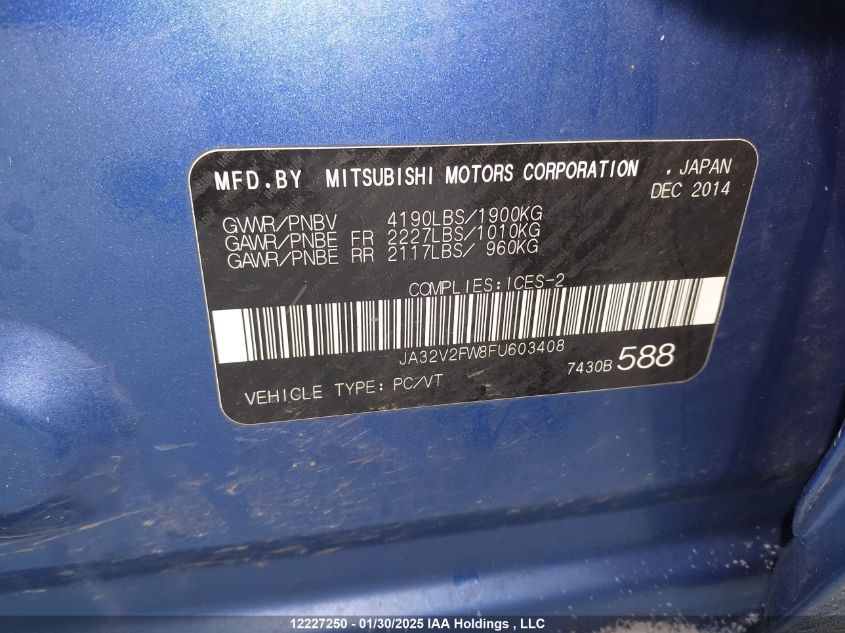 MFD.BY MITSUBISHI MOTORS CORPORATION . JAPAN
DEC 2014
GVWR/PNBV 4190LBS/1900KG
GAWR/PNBE FR 2227LBS/1010KG
GAWR/PNBE RR 2117LBS/ 960KG
COMPLIES:ICES-2
JA32V2FW8FU603408
7430B 588
VEHICLE TYPE: PC/VT
12227250 - 01/30/2025 IAA Holdings , LLC